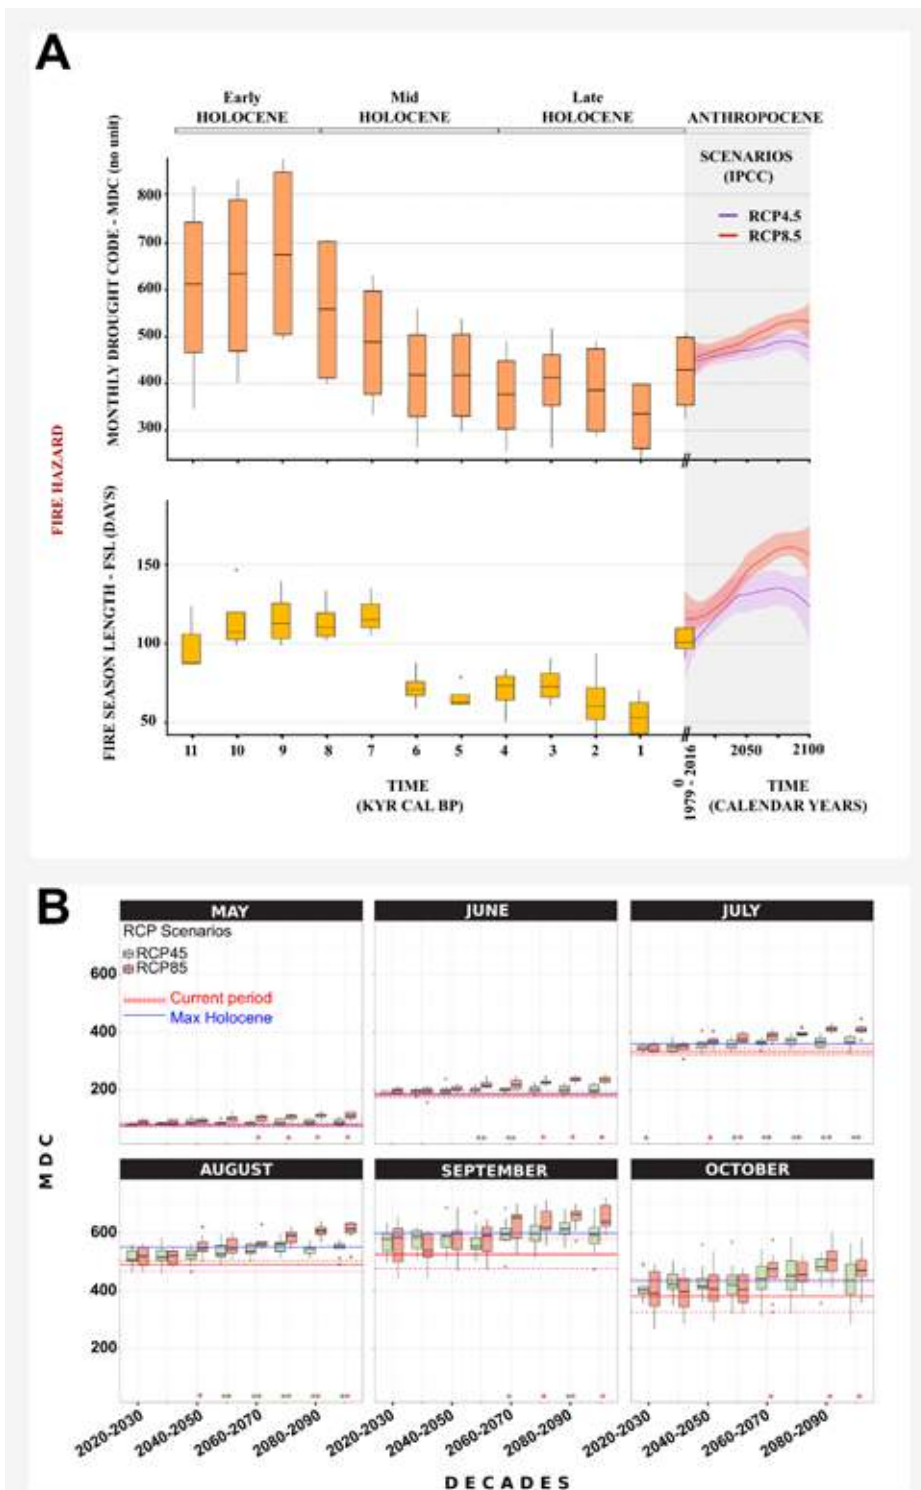 A
Early
HOLOCENE
Mid
HOLOCENE
Late
HOLOCENE
ANTHROPOCENE
SCENARIOS
(IPCC)
RCP4.5
RCP8.5
MONTHLY DROUGHT CODE - MDC (no unit)
800
700
600
500
400
300
FIRE HAZARD
FIRE SEASON LENGTH - FSL (DAYS)
150
100
50
11 10 9 8 7 6 5 4 3 2 1 0 2050 2100
1979 - 2016
TIME
(KYR CAL BP)
TIME
(CALENDAR YEARS)
B
MAY JUNE JULY
RCP Scenarios
RCP45
RCP85
Current period
Max Holocene
600
400
200
MDC
AUGUST SEPTEMBER OCTOBER
600
400
200
2020-2030 2040-2050 2060-2070 2080-2090 2020-2030 2040-2050 2060-2070 2080-2090 2020-2030 2040-2050 2060-2070 2080-2090
DECADES